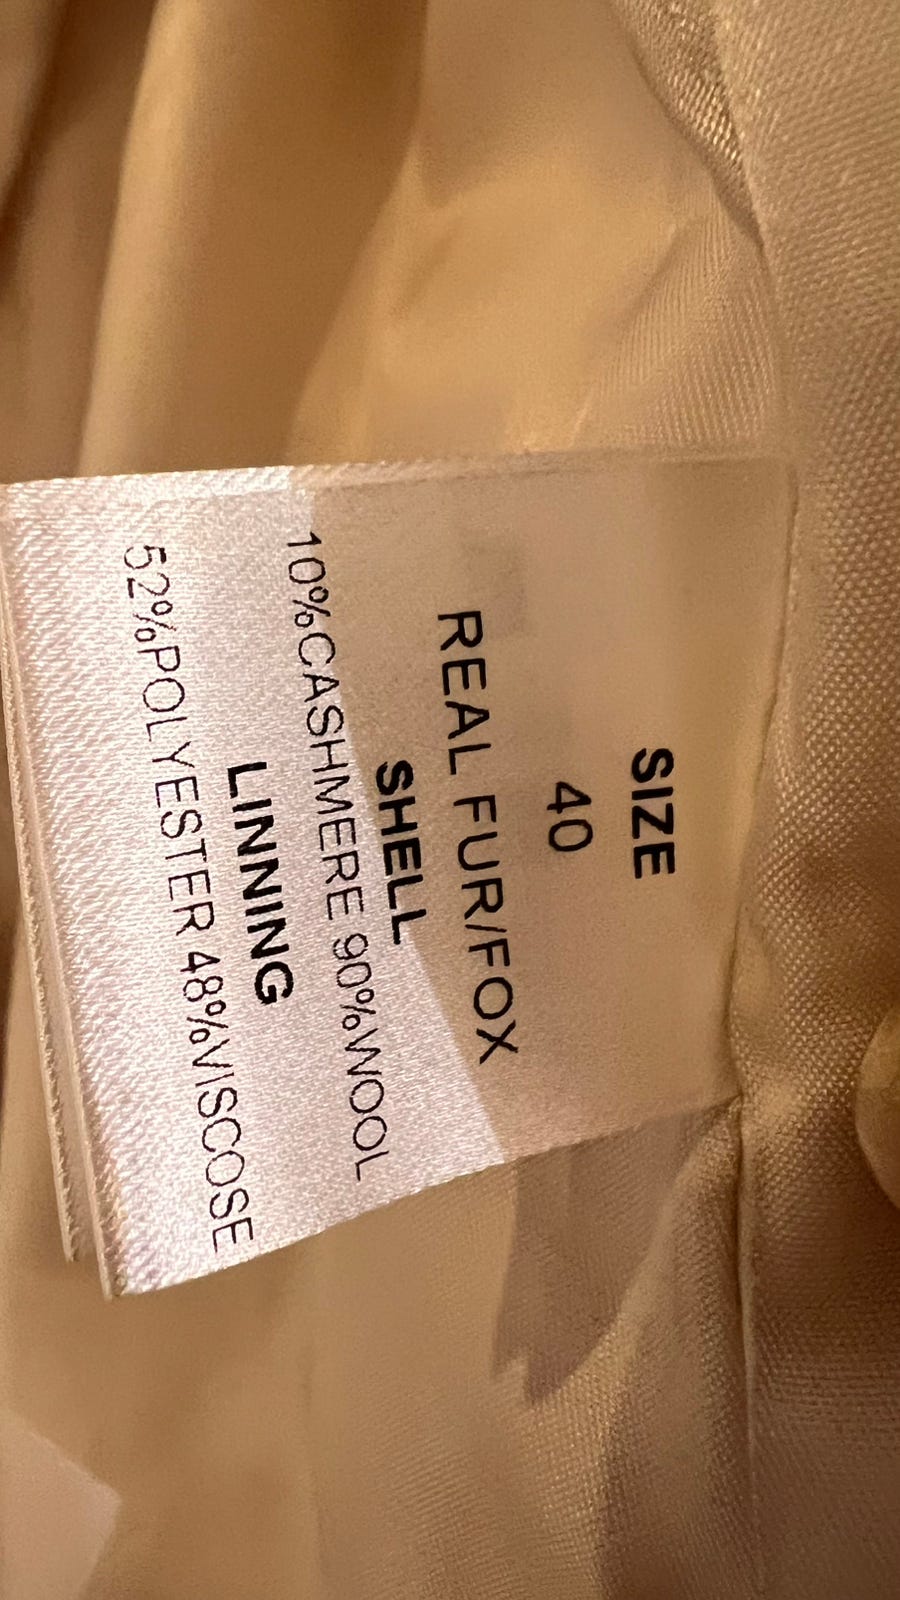 SIZE
40
REAL FUR/FOX
SHELL
10%CASHMERE 90%WOOL
LINNING
52%POLYESTER 48%VISCOSE